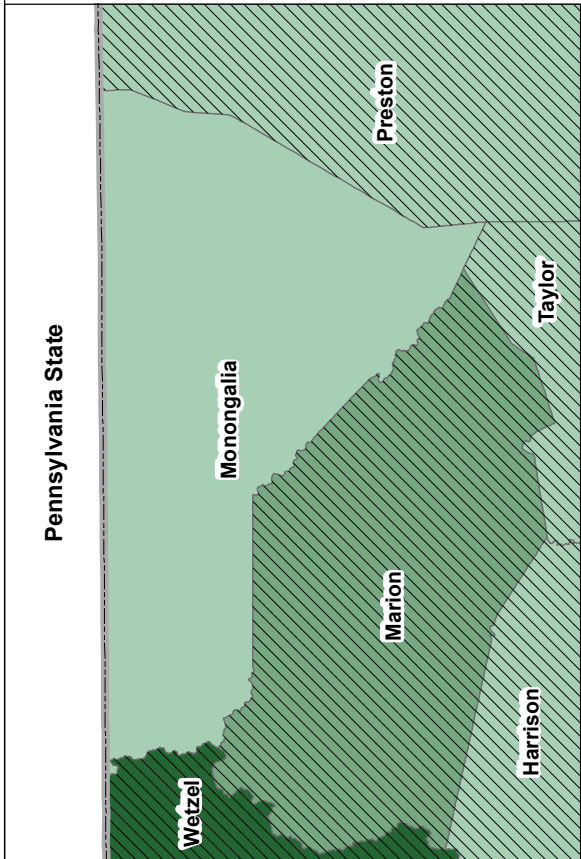 Pennsylvania State
Wetzel
Monongalia
Marion
Preston
Harrison
Taylor